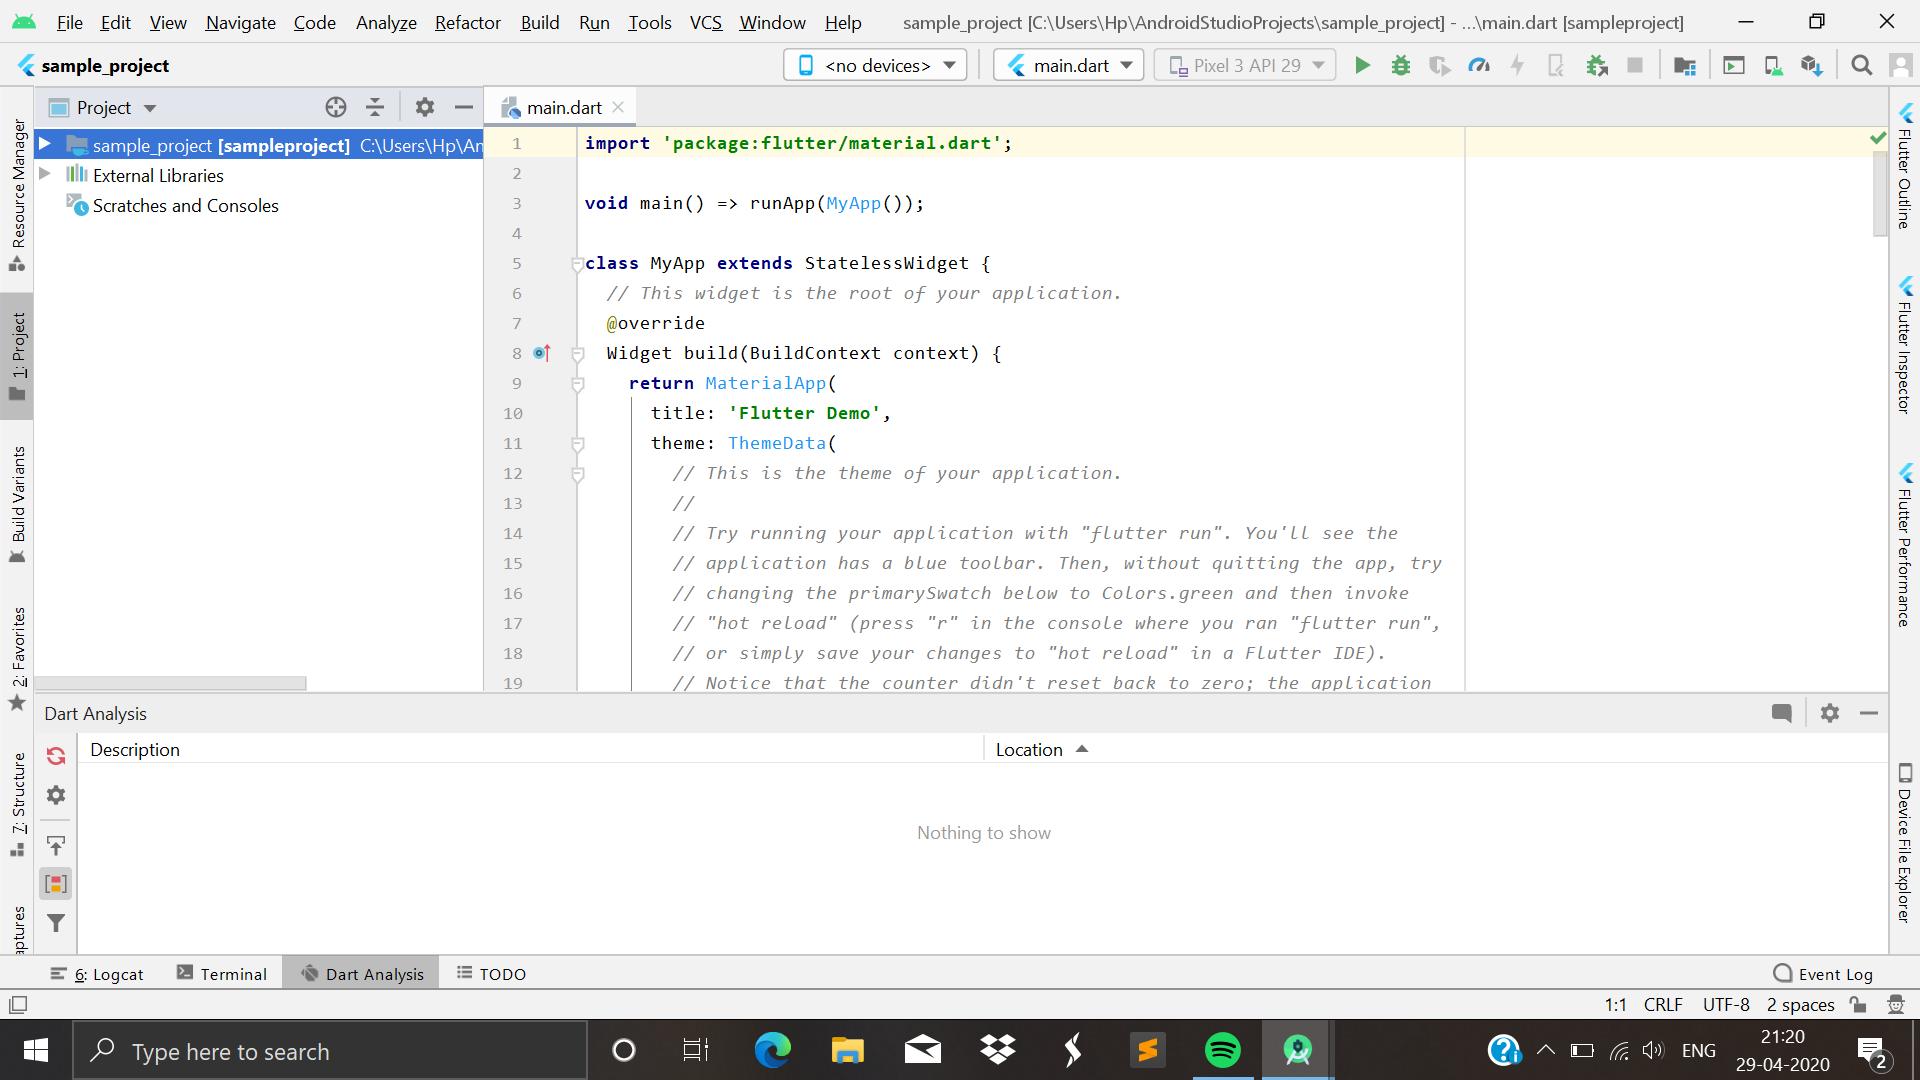 File Edit View Navigate Code Analyze Refactor Build Run Tools VCS Window Help sample_project [C:\Users\Hp\AndroidStudioProjects\sample_project] - ...\main.dart [sampleproject]
sample_project <no devices> main.dart Pixel 3 API 29
Project main.dart
sample_project [sampleproject] C:\Users\Hp\An
External Libraries
Scratches and Consoles
Resource Manager
1: Project
Build Variants
2: Favorites
7: Structure
aptures
1 import 'package:flutter/material.dart';
2
3 void main() => runApp(MyApp());
4
5 class MyApp extends StatelessWidget {
6 // This widget is the root of your application.
7 @override
8 Widget build(BuildContext context) {
9 return MaterialApp(
10 title: 'Flutter Demo',
11 theme: ThemeData(
12 // This is the theme of your application.
13 //
14 // Try running your application with "flutter run". You'll see the
15 // application has a blue toolbar. Then, without quitting the app, try
16 // changing the primarySwatch below to Colors.green and then invoke
17 // "hot reload" (press "r" in the console where you ran "flutter run",
18 // or simply save your changes to "hot reload" in a Flutter IDE).
19 // Notice that the counter didn't reset back to zero; the application
Flutter Outline
Flutter Inspector
Flutter Performance
Device File Explorer
Dart Analysis
Description Location
Nothing to show
6: Logcat Terminal Dart Analysis TODO Event Log
1:1 CRLF UTF-8 2 spaces
Type here to search ENG 21:20
29-04-2020 2